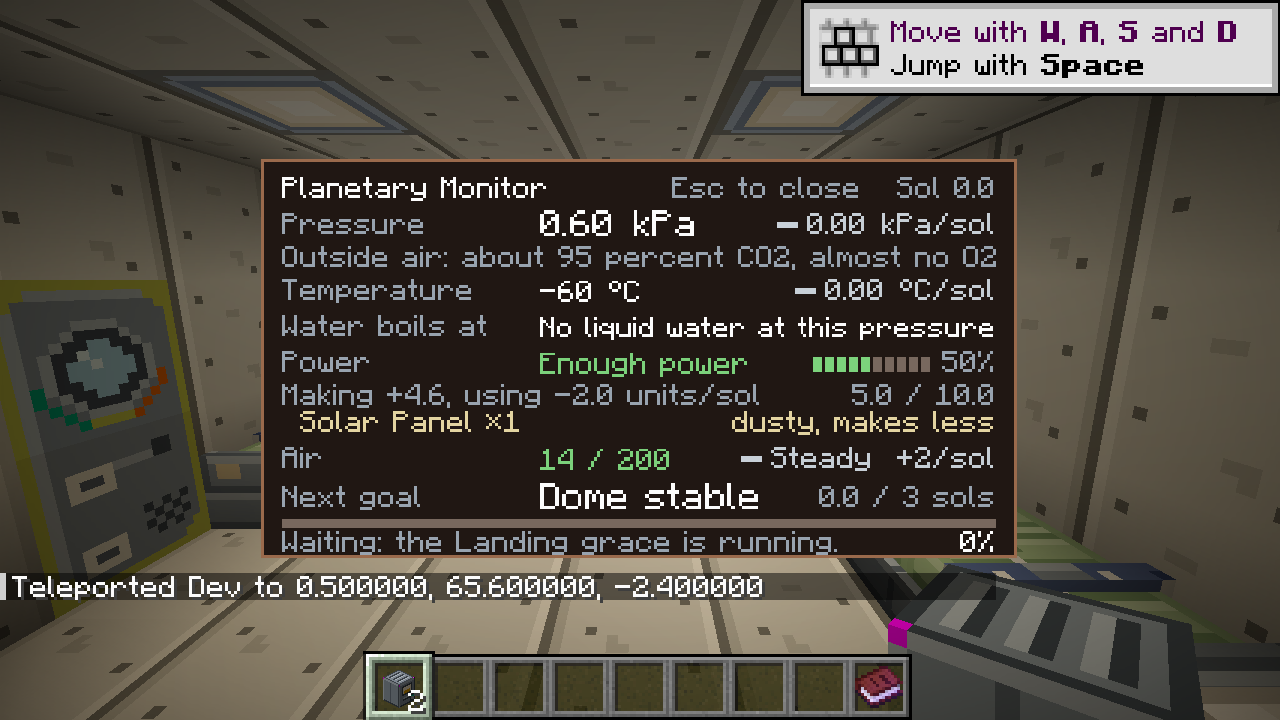 Move with W, A, S and D
Jump with Space
Planetary Monitor Esc to close Sol 0.0
Pressure 0.60 kPa 0.00 kPa/sol
Outside air: about 95 percent CO2, almost no O2
Temperature -60 °C 0.00 °C/sol
Water boils at No liquid water at this pressure
Power Enough power 50%
Making +4.6, using -2.0 units/sol 5.0 / 10.0
Solar Panel ×1 dusty, makes less
Air 14 / 200 Steady +2/sol
Next goal Dome stable 0.0 / 3 sols
Waiting: the Landing grace is running. 0%
Teleported Dev to 0.500000, 65.600000, -2.400000
2